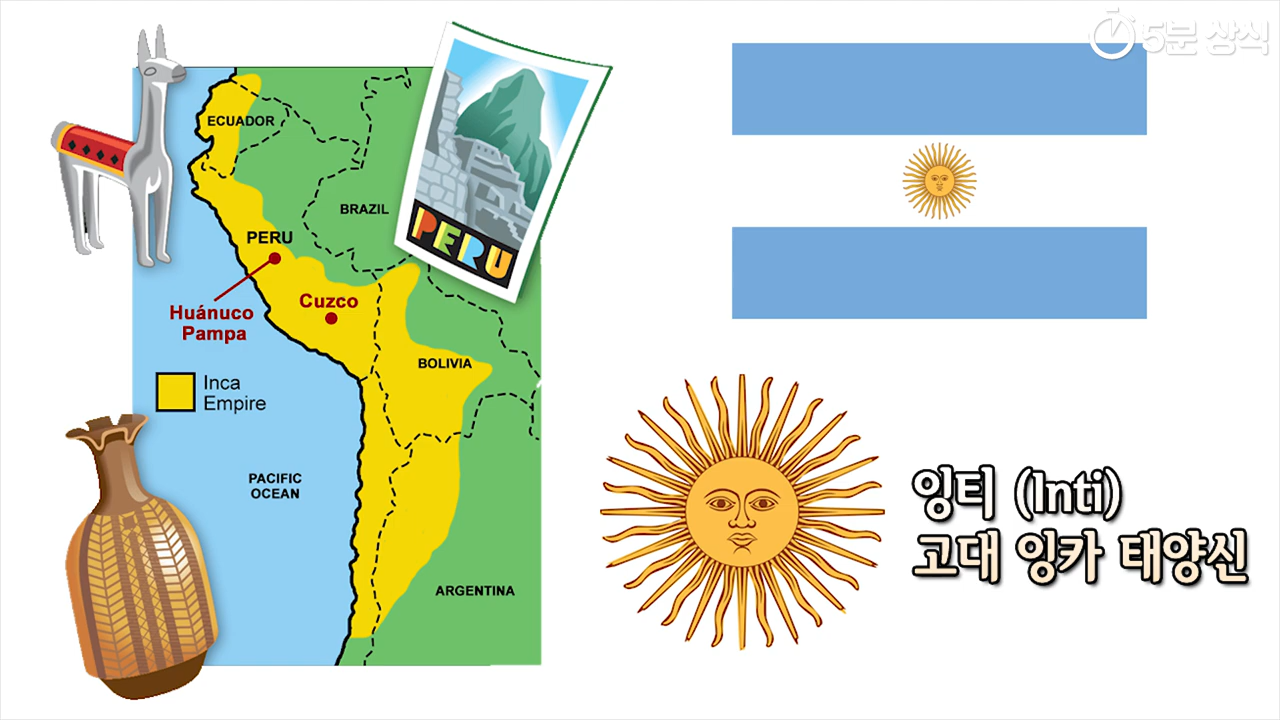 5분 상식
ECUADOR
BRAZIL
PERU
PERU
Huánuco
Pampa
Cuzco
BOLIVIA
Inca
Empire
PACIFIC
OCEAN
ARGENTINA
잉티 (Inti)
고대 잉카 태양신